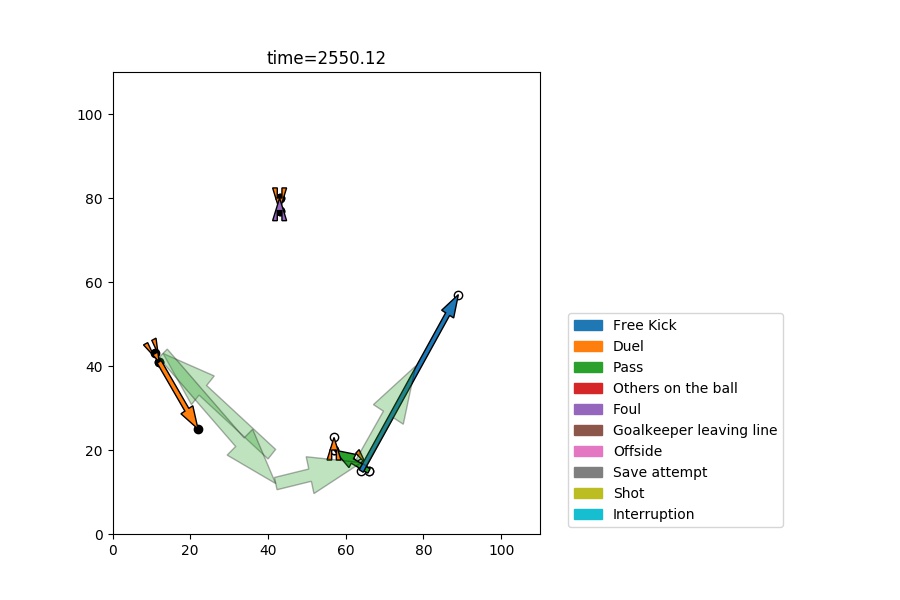 time=2550.12
100
80
60
40
20
0
0 20 40 60 80 100
Free Kick
Duel
Pass
Others on the ball
Foul
Goalkeeper leaving line
Offside
Save attempt
Shot
Interruption